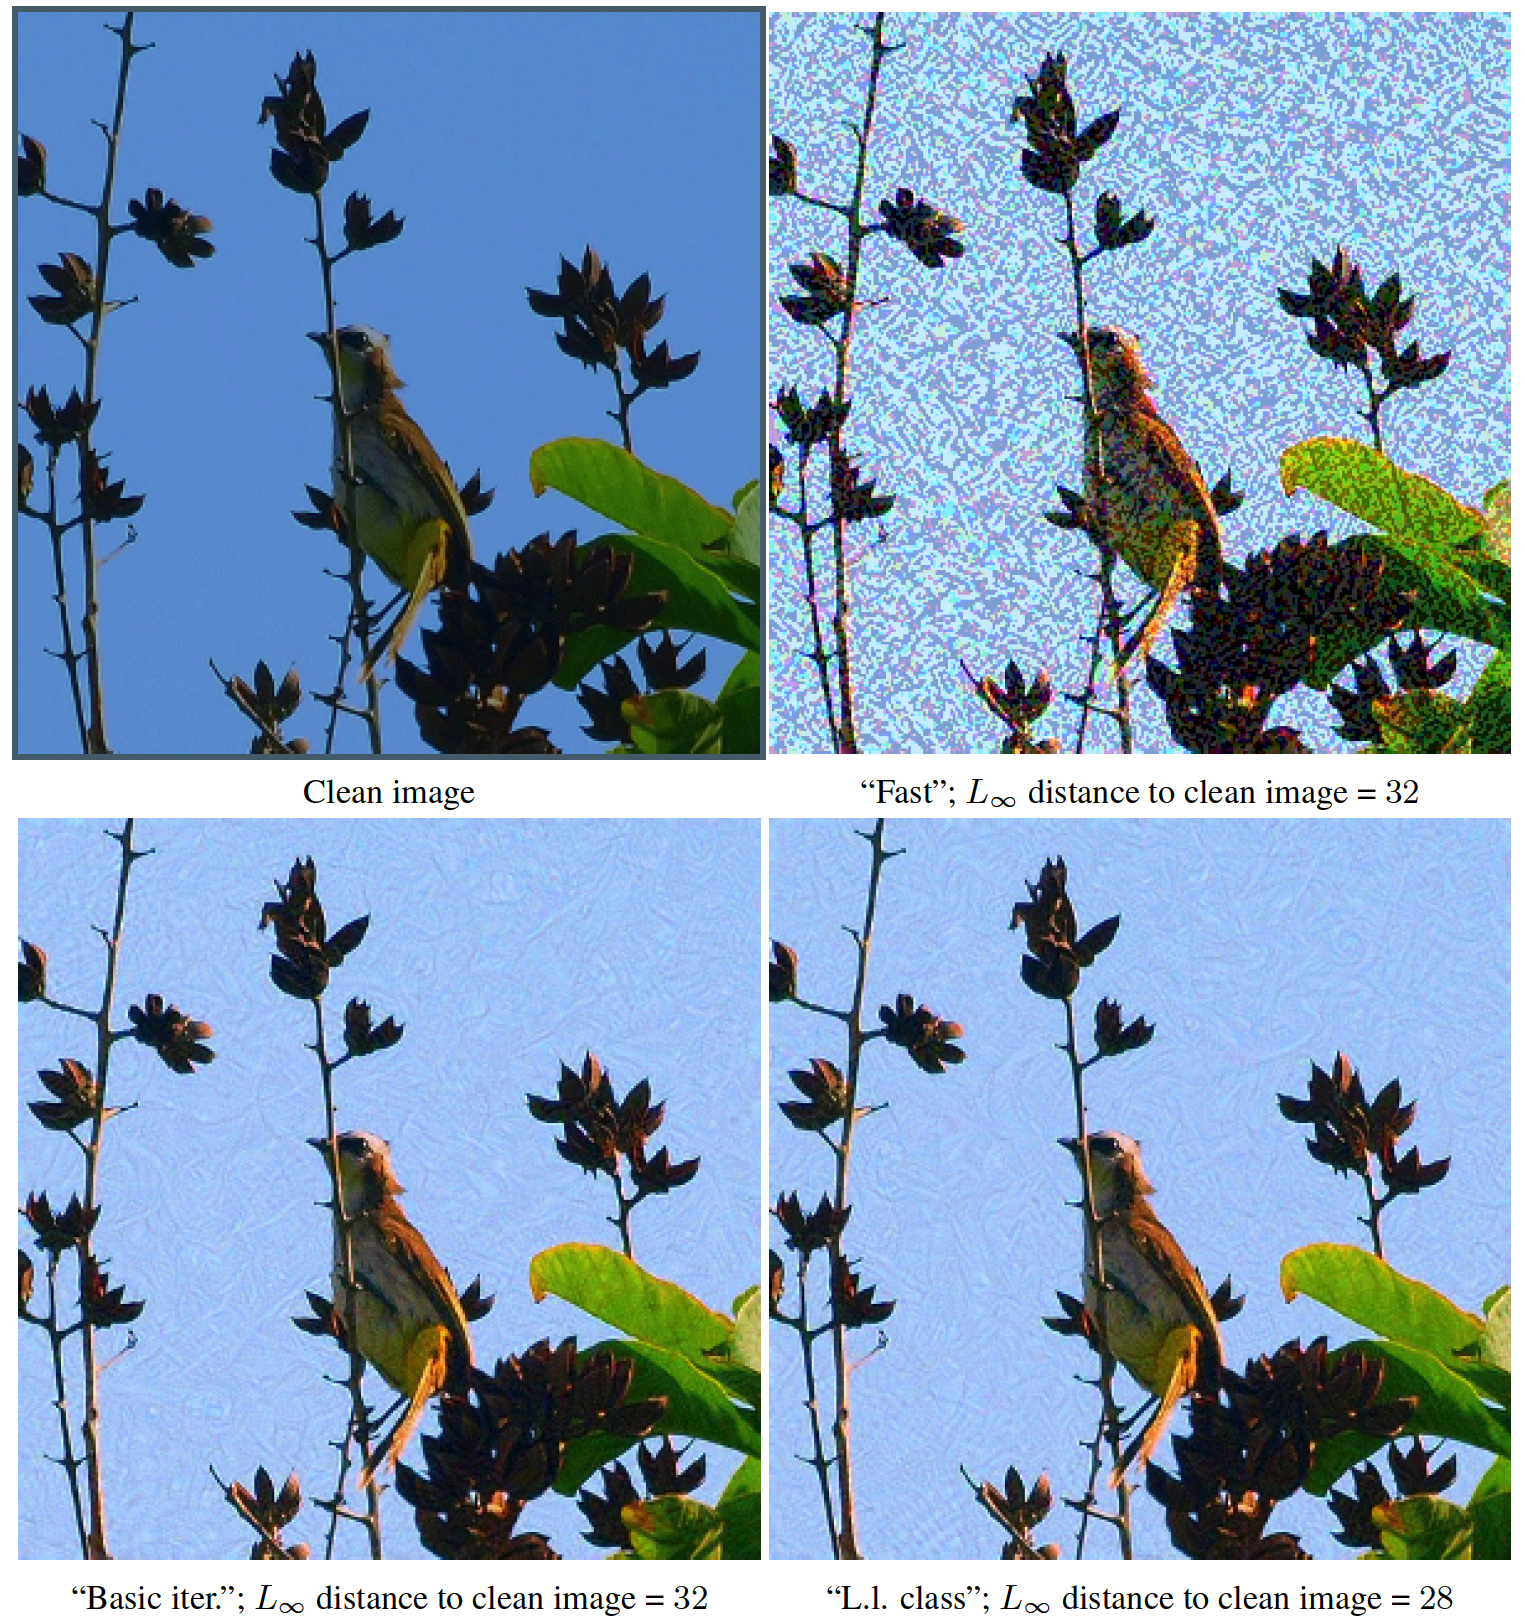 Clean image
“Fast”; L∞ distance to clean image = 32
“Basic iter.”; L∞ distance to clean image = 32
“L.l. class”; L∞ distance to clean image = 28